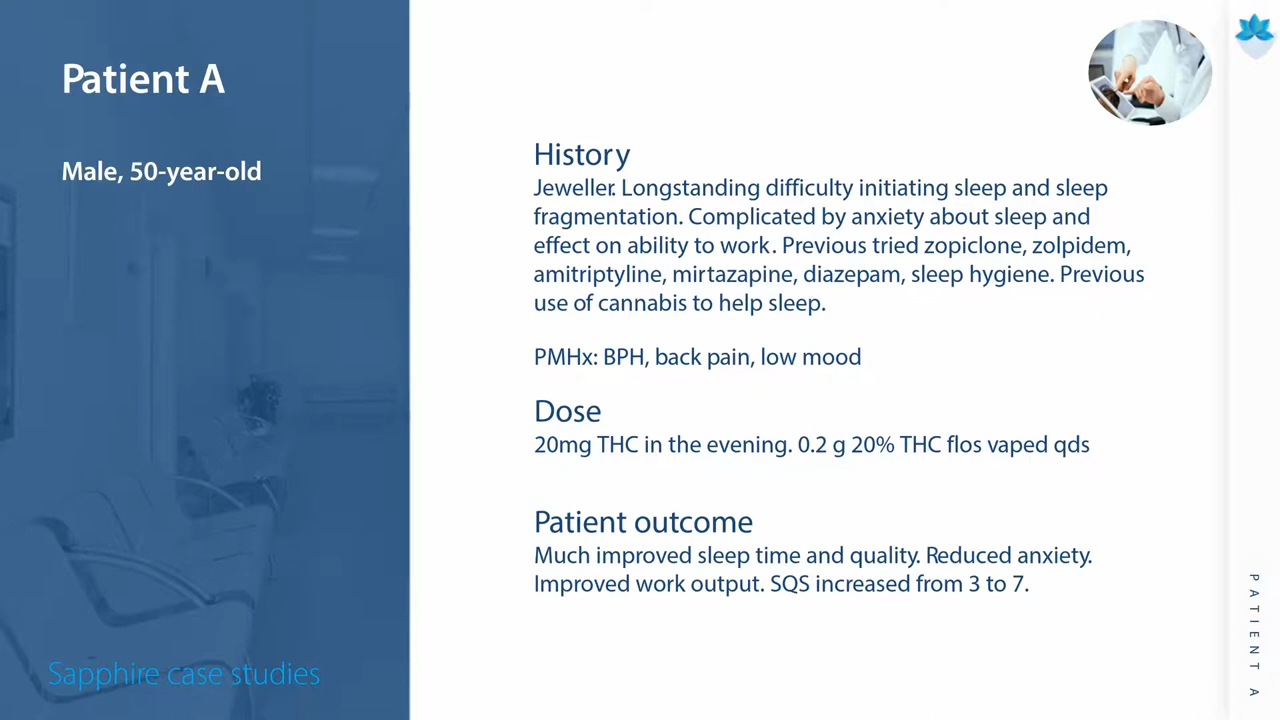 Patient A
Male, 50-year-old
History
Jeweller. Longstanding difficulty initiating sleep and sleep
fragmentation. Complicated by anxiety about sleep and
effect on ability to work. Previous tried zopiclone, zolpidem,
amitriptyline, mirtazapine, diazepam, sleep hygiene. Previous
use of cannabis to help sleep.
PMHx: BPH, back pain, low mood
Dose
20mg THC in the evening. 0.2 g 20% THC flos vaped qds
Patient outcome
Much improved sleep time and quality. Reduced anxiety.
Improved work output. SQS increased from 3 to 7.
Sapphire case studies
PATIENT A